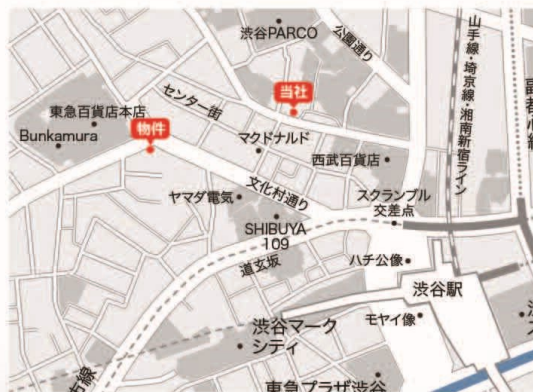 渋谷PARCO
公園通り
山手線・埼京線・湘南新宿ライン
副都心線
センター街
当社
東急百貨店本店
Bunkamura
物件
マクドナルド
西武百貨店
ヤマダ電気
文化村通り
スクランブル
交差点
SHIBUYA
109
道玄坂
ハチ公像
渋谷駅
渋谷マーク
シティ
モヤイ像
東急プラザ渋谷